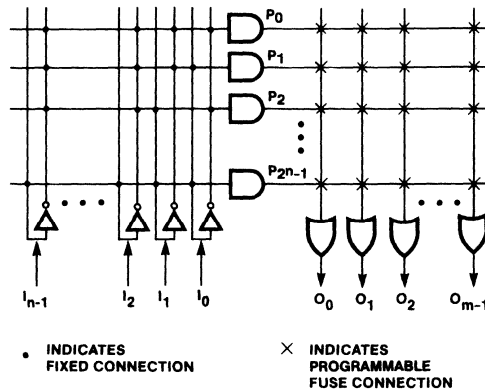 P0
P1
P2
P2n-1
In-1 I2 I1 I0
O0 O1 O2 Om-1
• INDICATES FIXED CONNECTION
× INDICATES PROGRAMMABLE FUSE CONNECTION